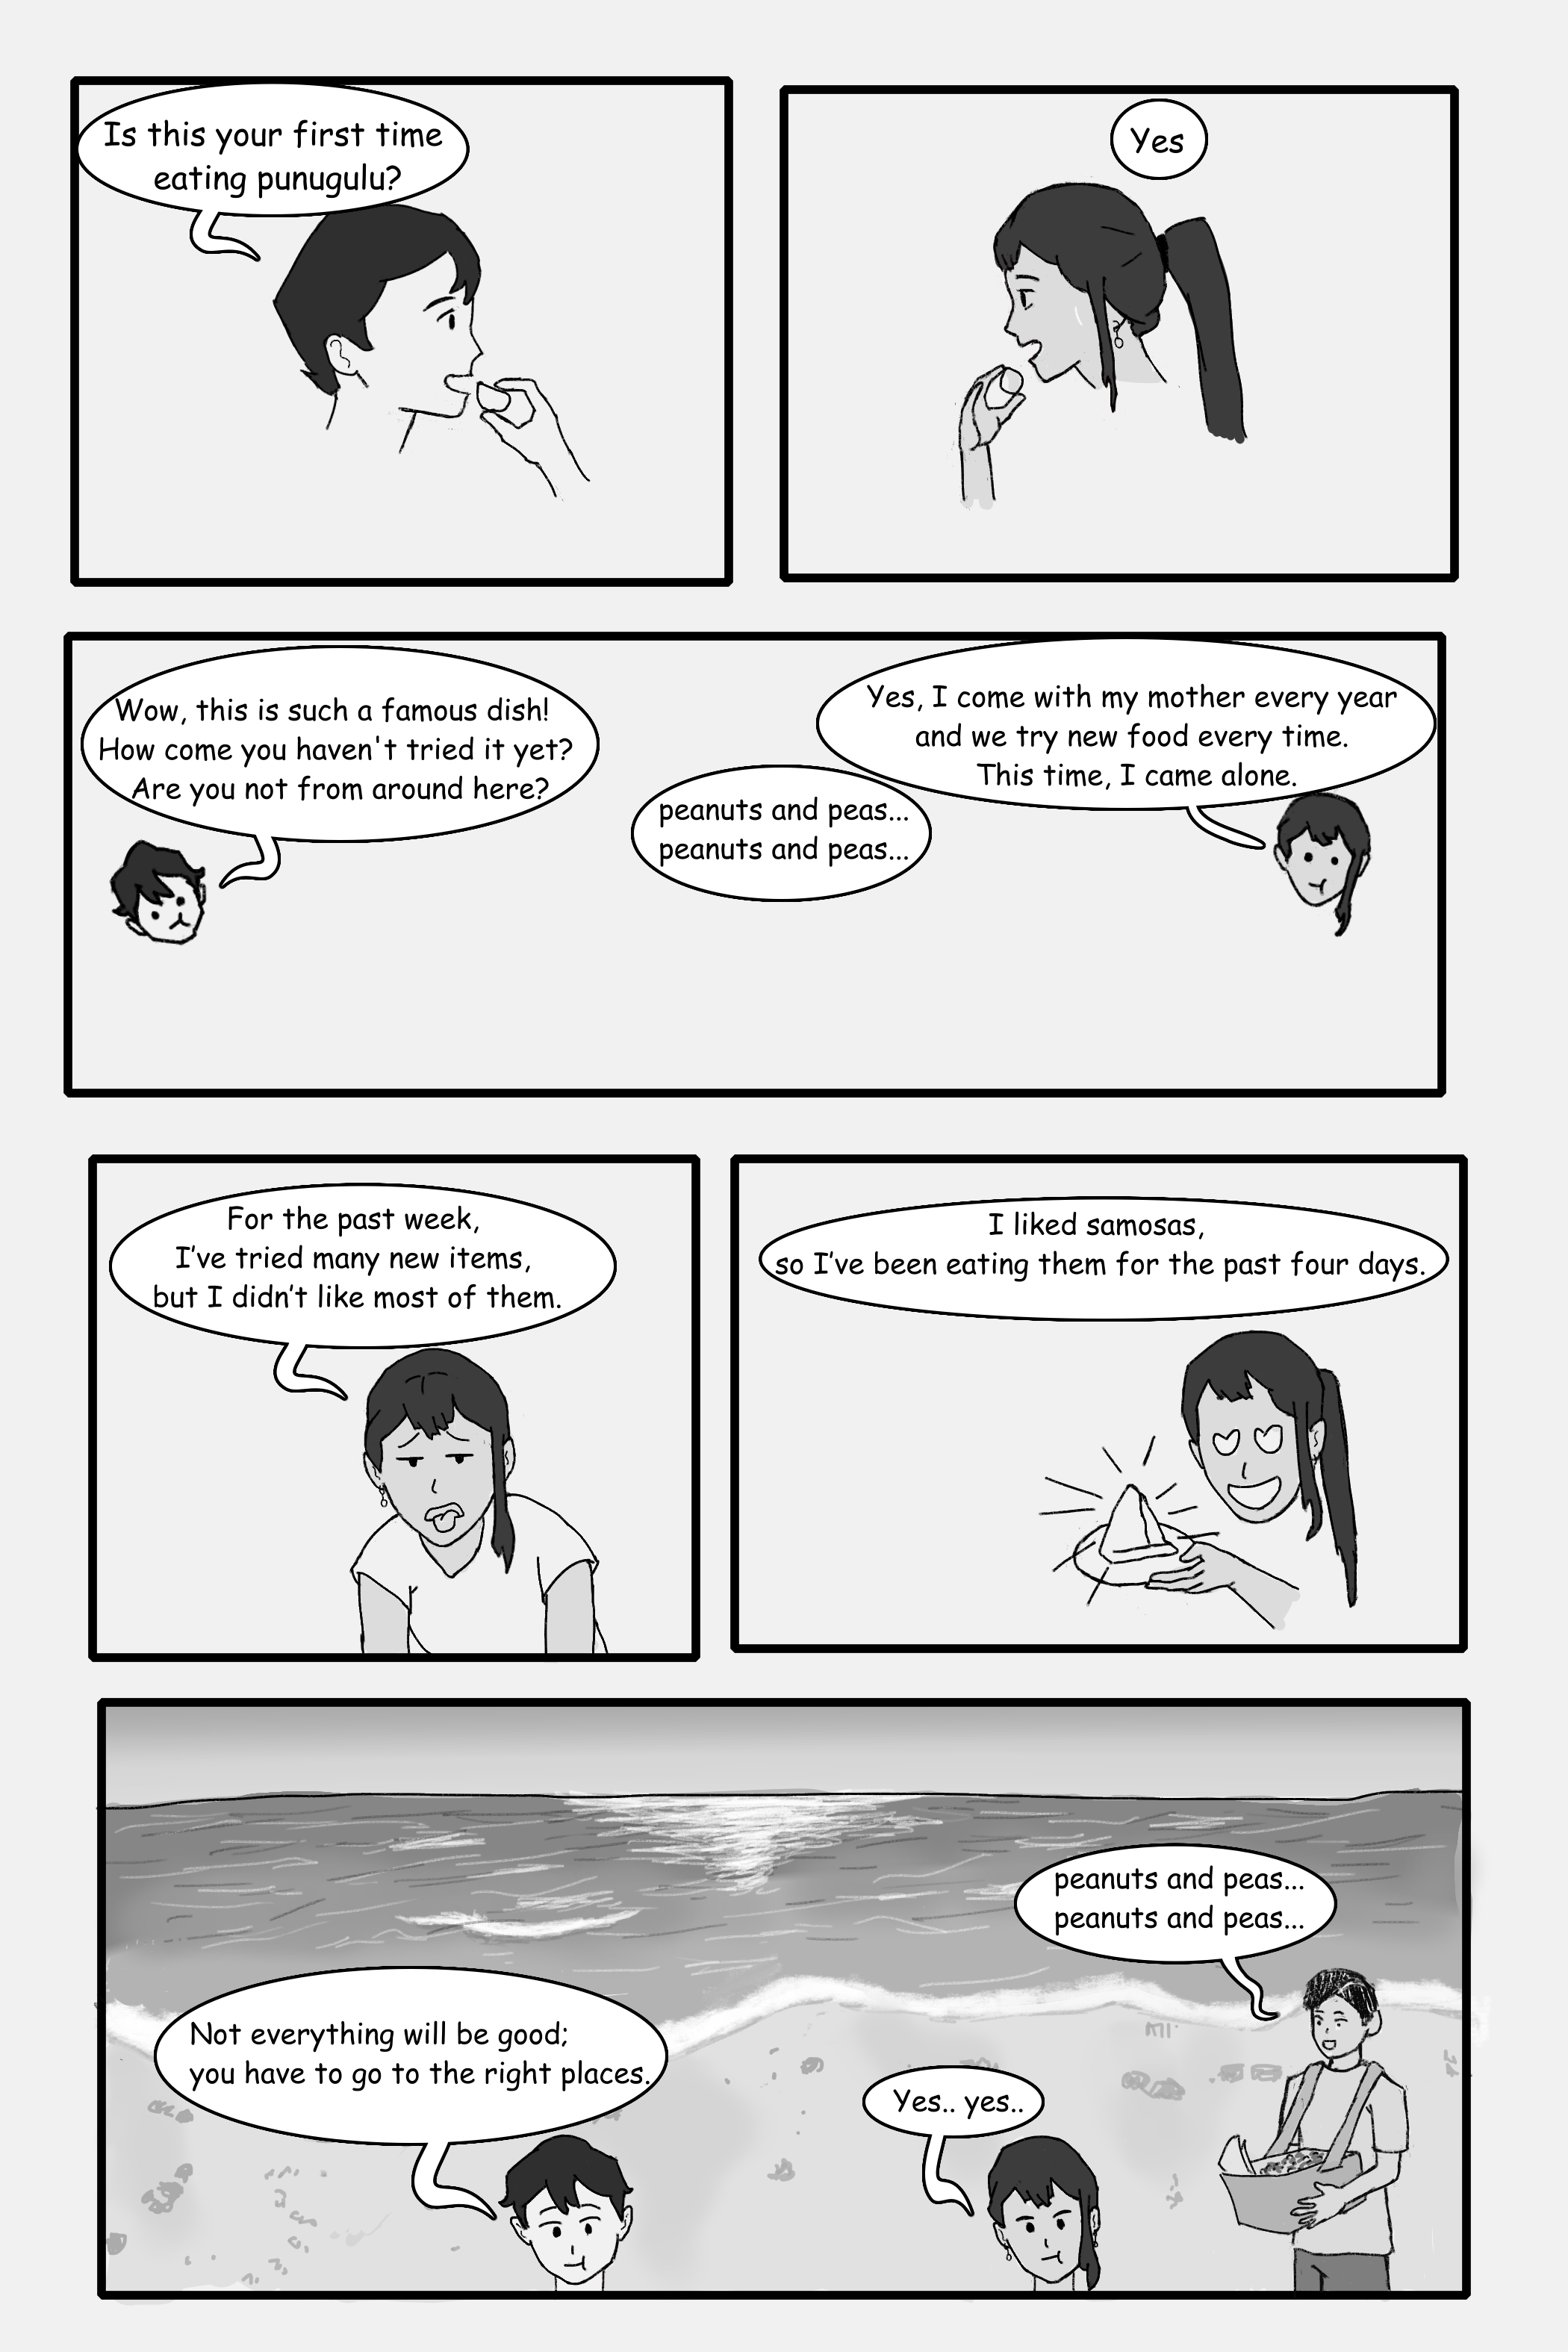 Is this your first time
eating punugulu?
Yes
Wow, this is such a famous dish!
How come you haven't tried it yet?
Are you not from around here?
Yes, I come with my mother every year
and we try new food every time.
This time, I came alone.
peanuts and peas...
peanuts and peas...
For the past week,
I've tried many new items,
but I didn't like most of them.
I liked samosas,
so I've been eating them for the past four days.
peanuts and peas...
peanuts and peas...
Not everything will be good;
you have to go to the right places.
Yes.. yes..